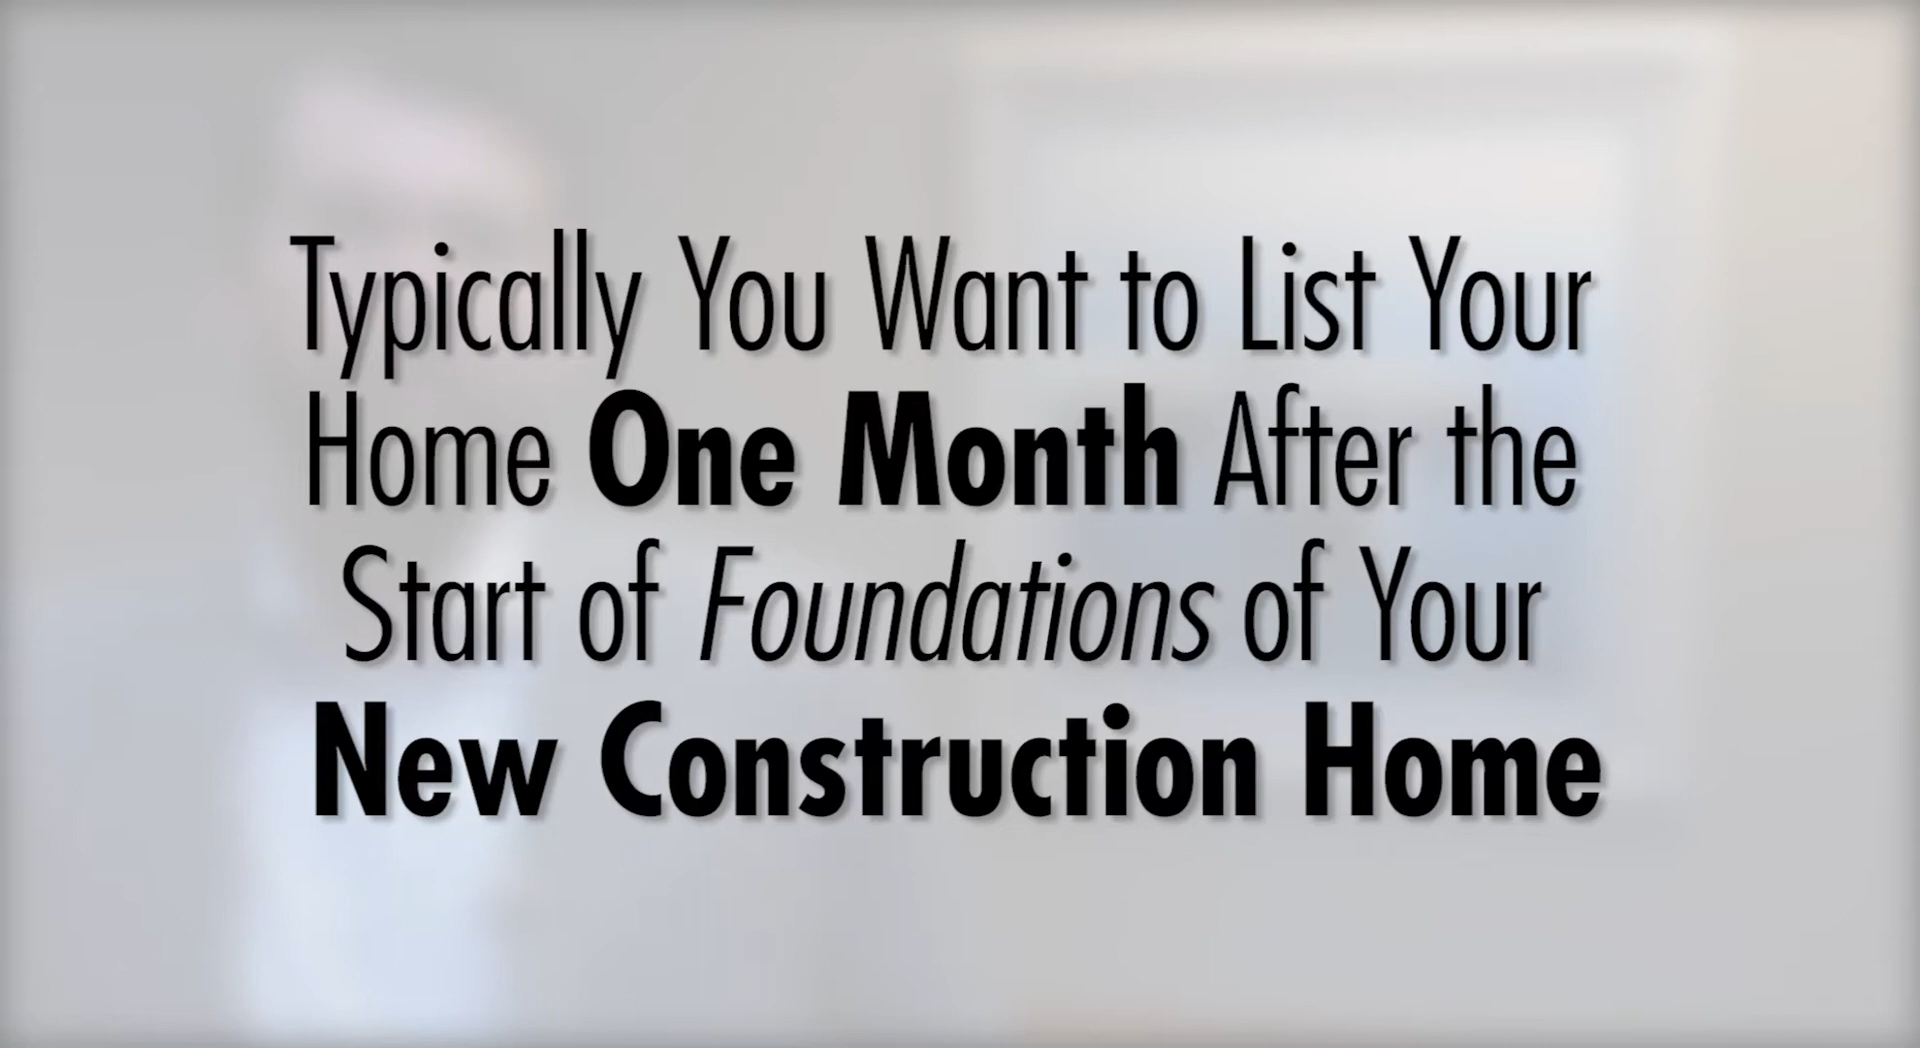 Typically You Want to List Your
Home One Month After the
Start of Foundations of Your
New Construction Home